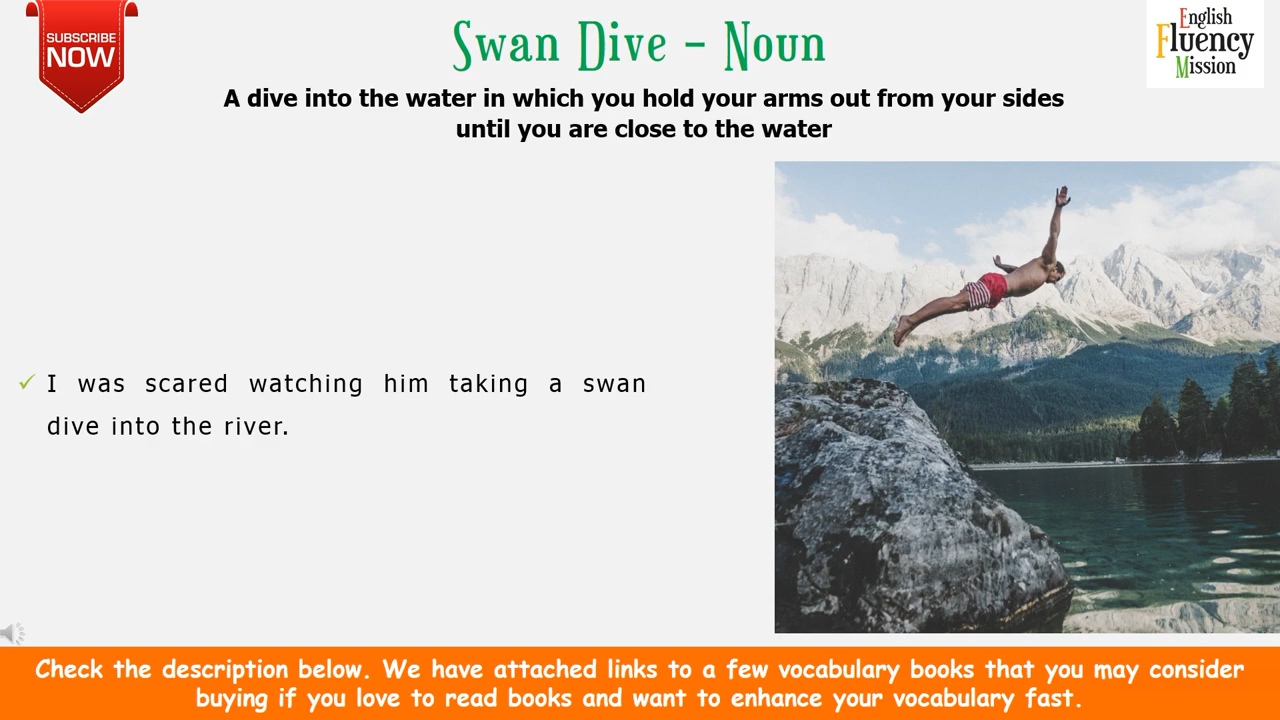 SUBSCRIBE
NOW
Swan Dive – Noun
English
Fluency
Mission
A dive into the water in which you hold your arms out from your sides
until you are close to the water
I was scared watching him taking a swan
dive into the river.
Check the description below. We have attached links to a few vocabulary books that you may consider
buying if you love to read books and want to enhance your vocabulary fast.